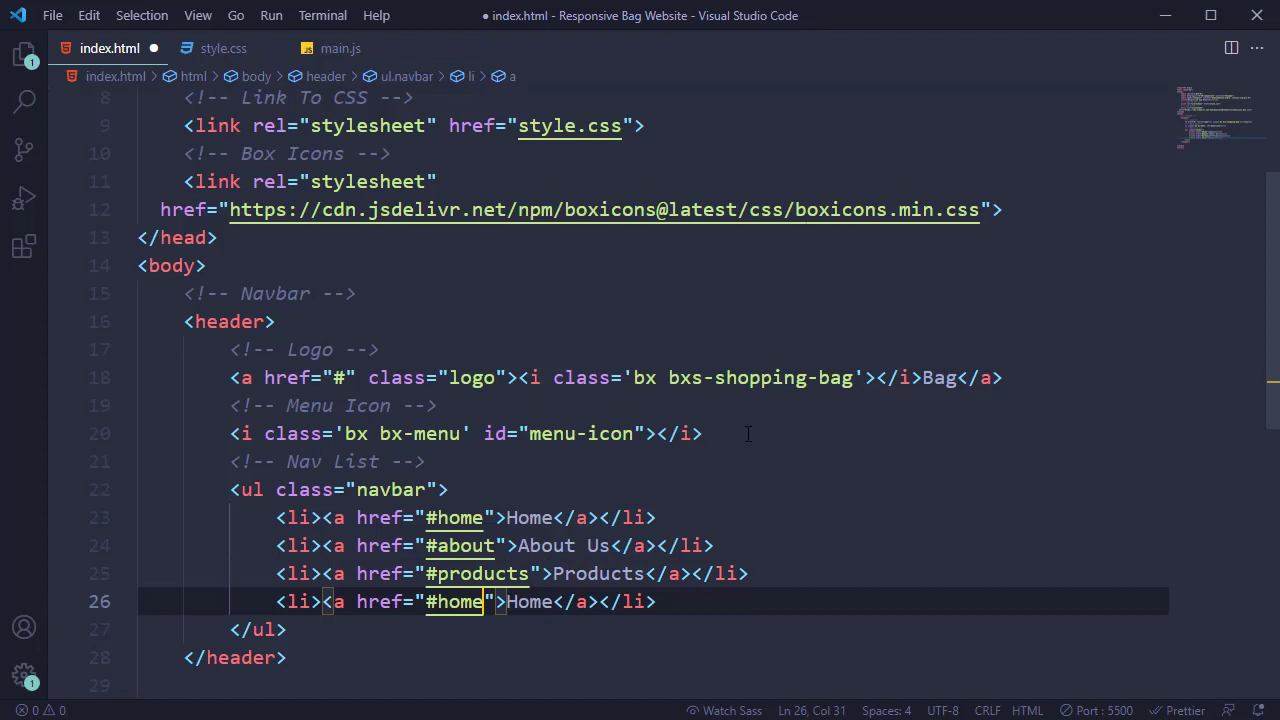 File Edit Selection View Go Run Terminal Help ● index.html - Responsive Bag Website - Visual Studio Code
index.html ● style.css JS main.js
index.html > html > body > header > ul.navbar > li > a
8 <!-- Link To CSS -->
9 <link rel="stylesheet" href="style.css">
10 <!-- Box Icons -->
11 <link rel="stylesheet"
12 href="https://cdn.jsdelivr.net/npm/boxicons@latest/css/boxicons.min.css">
13 </head>
14 <body>
15 <!-- Navbar -->
16 <header>
17 <!-- Logo -->
18 <a href="#" class="logo"><i class='bx bxs-shopping-bag'></i>Bag</a>
19 <!-- Menu Icon -->
20 <i class='bx bx-menu' id="menu-icon"></i>
21 <!-- Nav List -->
22 <ul class="navbar">
23 <li><a href="#home">Home</a></li>
24 <li><a href="#about">About Us</a></li>
25 <li><a href="#products">Products</a></li>
26 <li><a href="#home">Home</a></li>
27 </ul>
28 </header>
29
1
1
0 0 Watch Sass Ln 26, Col 31 Spaces: 4 UTF-8 CRLF HTML Port : 5500 Prettier